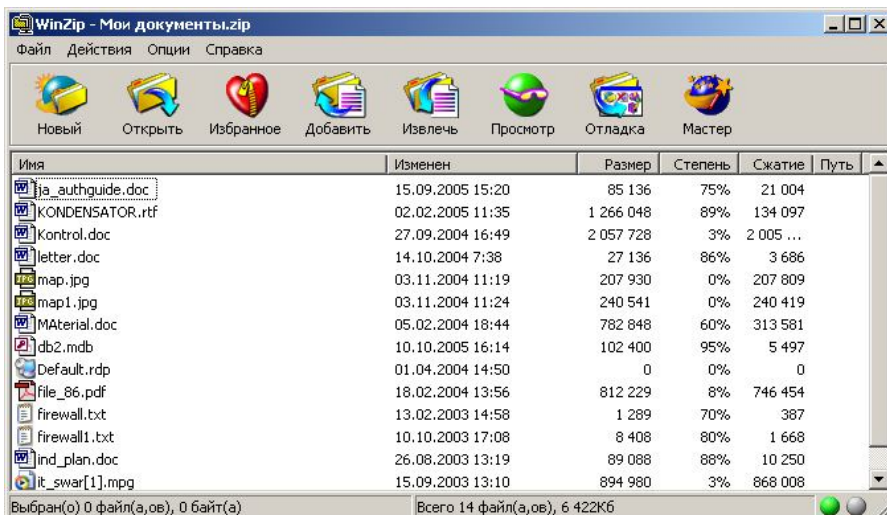 WinZip - Мои документы.zip
Файл Действия Опции Справка
Новый Открыть Избранное Добавить Извлечь Просмотр Отладка Мастер
Имя Изменен Размер Степень Сжатие Путь
ja_authguide.doc 15.09.2005 15:20 85 136 75% 21 004
KONDENSATOR.rtf 02.02.2005 11:35 1 266 048 89% 134 097
Kontrol.doc 27.09.2004 16:49 2 057 728 3% 2 005 ...
letter.doc 14.10.2004 7:38 27 136 86% 3 686
map.jpg 03.11.2004 11:19 207 930 0% 207 809
map1.jpg 03.11.2004 11:24 240 541 0% 240 419
MAterial.doc 05.02.2004 18:44 782 848 60% 313 581
db2.mdb 10.10.2005 16:14 102 400 95% 5 497
Default.rdp 01.04.2004 14:50 0 0% 0
file_86.pdf 18.02.2004 13:56 812 229 8% 746 454
firewall.txt 13.02.2003 14:58 1 289 70% 387
firewall1.txt 10.10.2003 17:08 8 408 80% 1 668
ind_plan.doc 26.08.2003 13:19 89 088 88% 10 250
it_swar[1].mpg 15.09.2003 13:10 894 980 3% 868 008
Выбран(о) 0 файл(а,ов), 0 байт(а) Всего 14 файл(а,ов), 6 422Кб